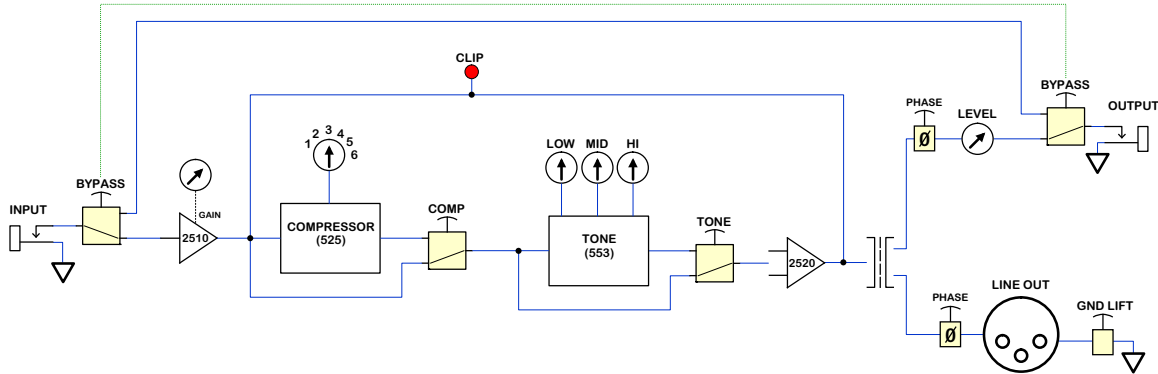 CLIP
BYPASS
OUTPUT
PHASE
Ø
LEVEL
1 2 3 4 5 6
LOW MID HI
BYPASS
INPUT
GAIN
2510
COMPRESSOR
(525)
COMP
TONE
(553)
TONE
2520
LINE OUT
PHASE
Ø
GND LIFT